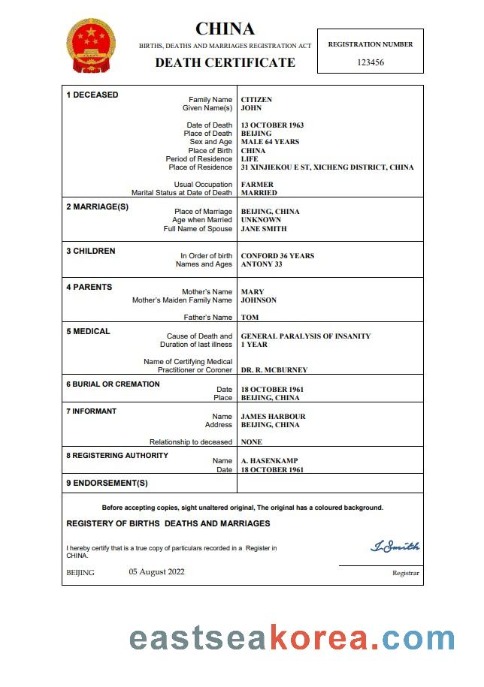 CHINA
BIRTHS, DEATHS AND MARRIAGES REGISTRATION ACT
DEATH CERTIFICATE
REGISTRATION NUMBER
123456
1 DECEASED
Family Name CITIZEN
Given Name(s) JOHN
Date of Death 13 OCTOBER 1963
Place of Death BEIJING
Sex and Age MALE 64 YEARS
Place of Birth CHINA
Period of Residence LIFE
Place of Residence 31 XINJIEKOU E ST, XICHENG DISTRICT, CHINA
Usual Occupation FARMER
Marital Status at Date of Death MARRIED
2 MARRIAGE(S)
Place of Marriage BEIJING, CHINA
Age when Married UNKNOWN
Full Name of Spouse JANE SMITH
3 CHILDREN
In Order of birth CONFORD 36 YEARS
Names and Ages ANTONY 33
4 PARENTS
Mother's Name MARY
Mother's Maiden Family Name JOHNSON
Father's Name TOM
5 MEDICAL
Cause of Death and GENERAL PARALYSIS OF INSANITY
Duration of last illness 1 YEAR
Name of Certifying Medical
Practitioner or Coroner DR. R. MCBURNEY
6 BURIAL OR CREMATION
Date 18 OCTOBER 1961
Place BEIJING, CHINA
7 INFORMANT
Name JAMES HARBOUR
Address BEIJING, CHINA
Relationship to deceased NONE
8 REGISTERING AUTHORITY
Name A. HASENKAMP
Date 18 OCTOBER 1961
9 ENDORSEMENT(S)
Before accepting copies, sight unaltered original, The original has a coloured background.
REGISTERY OF BIRTHS DEATHS AND MARRIAGES
I hereby certify that is a true copy of particulars recorded in a Register in
CHINA.
I-Smith
BEIJING 05 August 2022 Registrar
eastseakorea.com